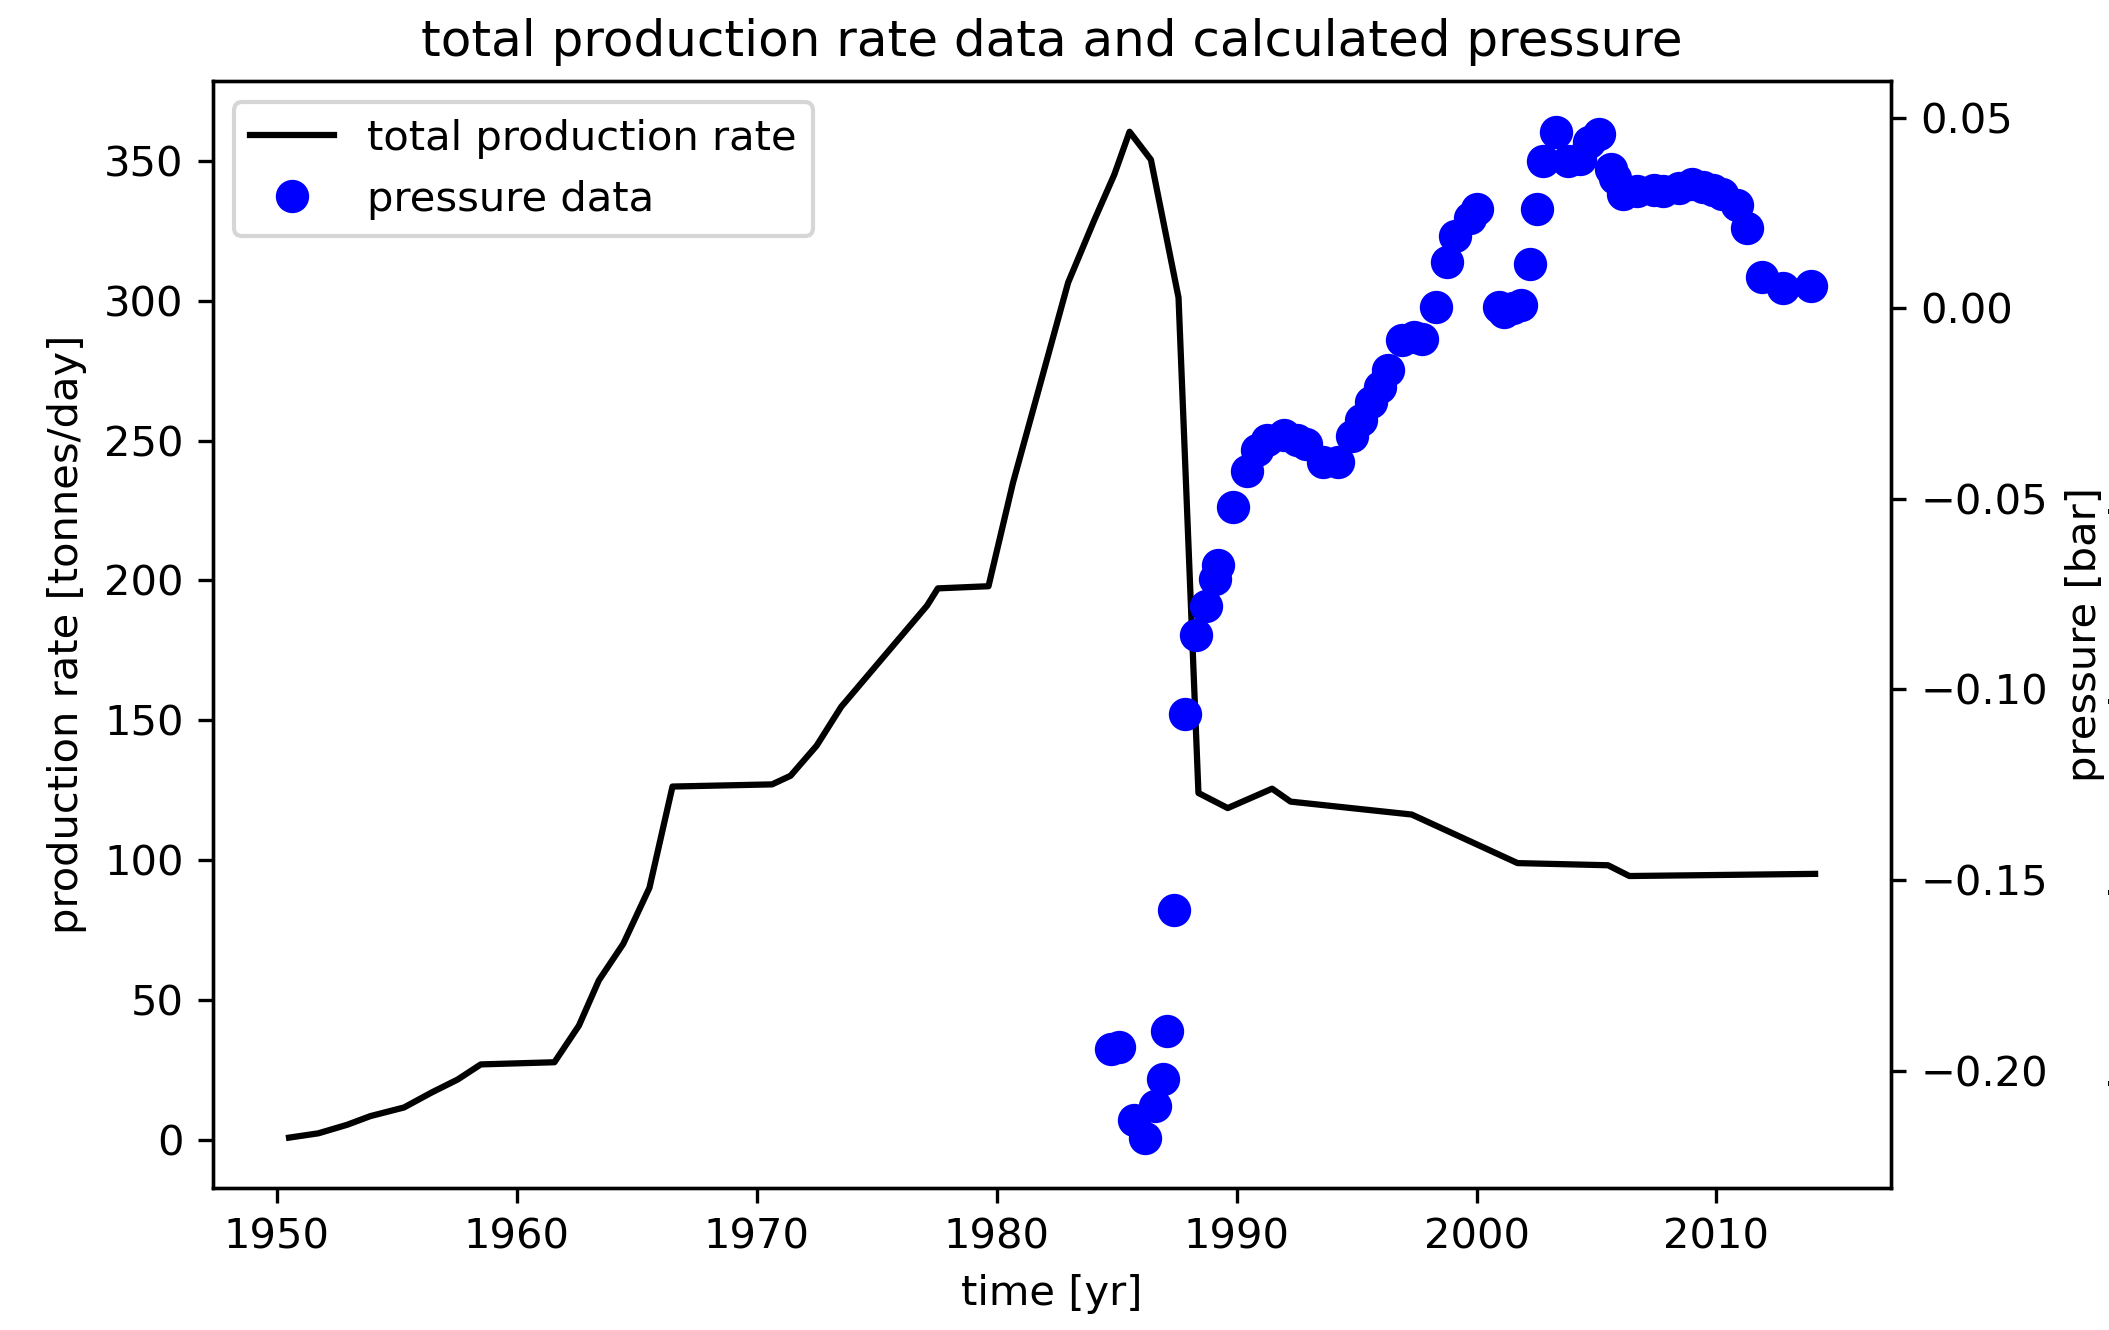 total production rate data and calculated pressure
total production rate
pressure data
350
300
250
200
150
100
50
0
production rate [tonnes/day]
0.05
0.00
−0.05
−0.10
−0.15
−0.20
pressure [bar]
1950 1960 1970 1980 1990 2000 2010
time [yr]